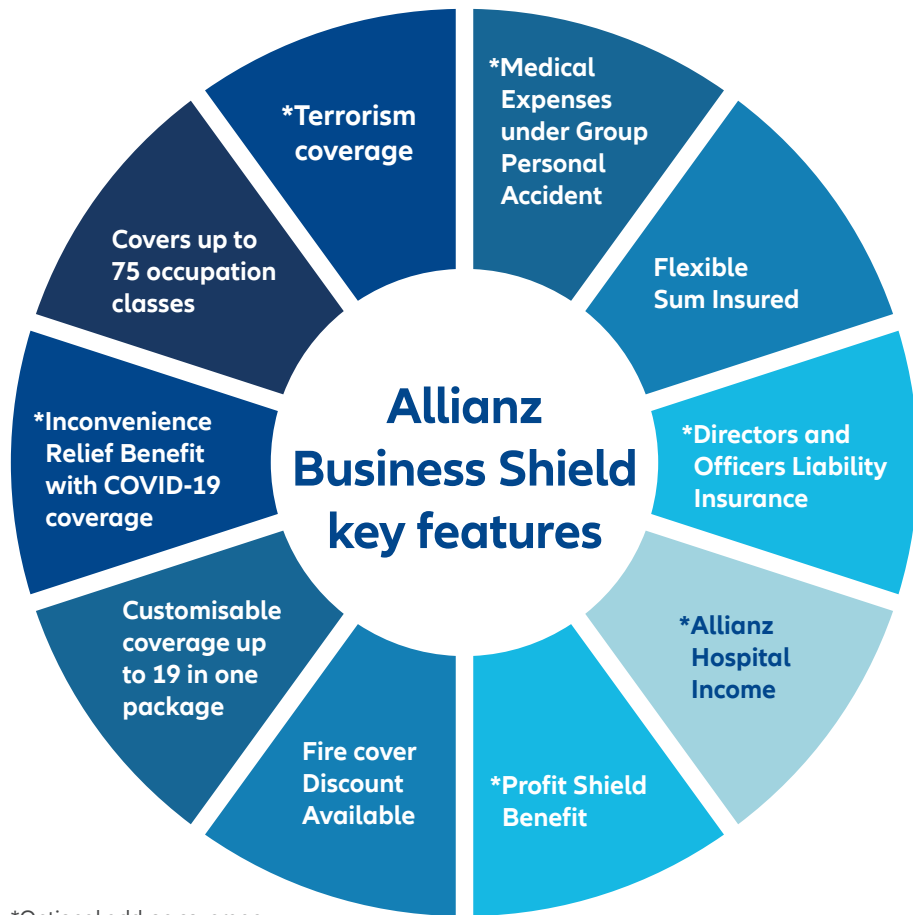 Allianz
Business Shield
key features
*Medical
Expenses
under Group
Personal
Accident
Flexible
Sum Insured
*Directors and
Officers Liability
Insurance
*Allianz
Hospital
Income
*Profit Shield
Benefit
Fire cover
Discount
Available
Customisable
coverage up
to 19 in one
package
*Inconvenience
Relief Benefit
with COVID-19
coverage
Covers up to
75 occupation
classes
*Terrorism
coverage